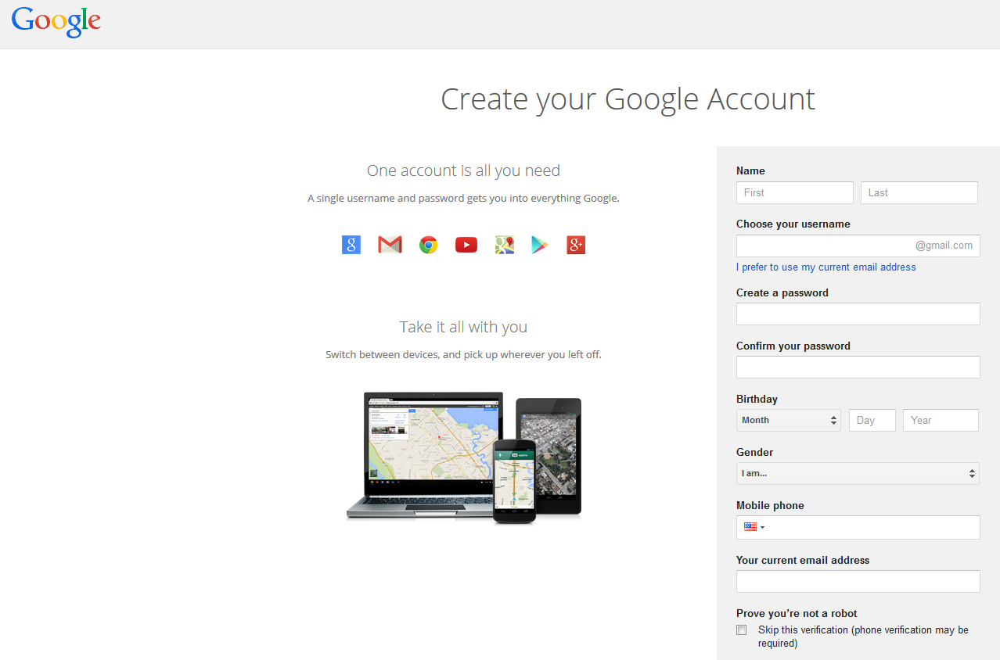 Google
Create your Google Account
One account is all you need
A single username and password gets you into everything Google.
Take it all with you
Switch between devices, and pick up wherever you left off.
Name
First Last
Choose your username
@gmail.com
I prefer to use my current email address
Create a password
Confirm your password
Birthday
Month Day Year
Gender
I am...
Mobile phone
Your current email address
Prove you're not a robot
Skip this verification (phone verification may be
required)